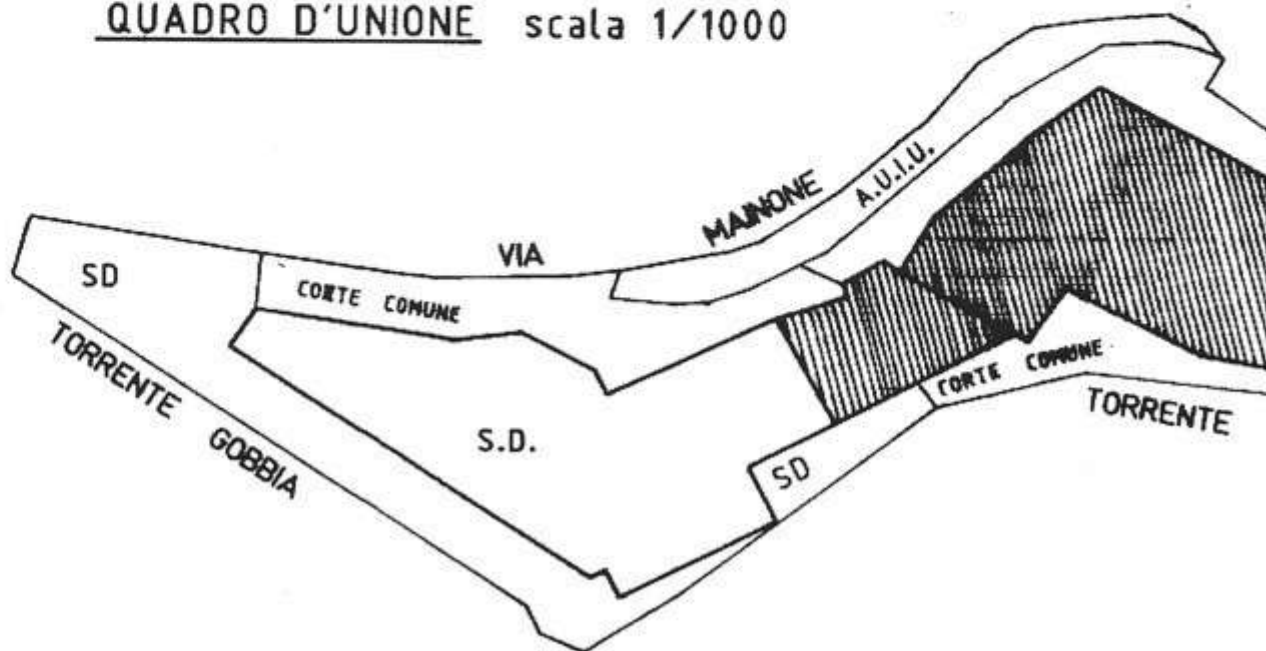 QUADRO D'UNIONE scala 1/1000
A.U.I.U.
MAINONE
VIA
SD
CORTE COMUNE
TORRENTE GOBBIA
S.D.
SD
CORTE COMUNE
TORRENTE